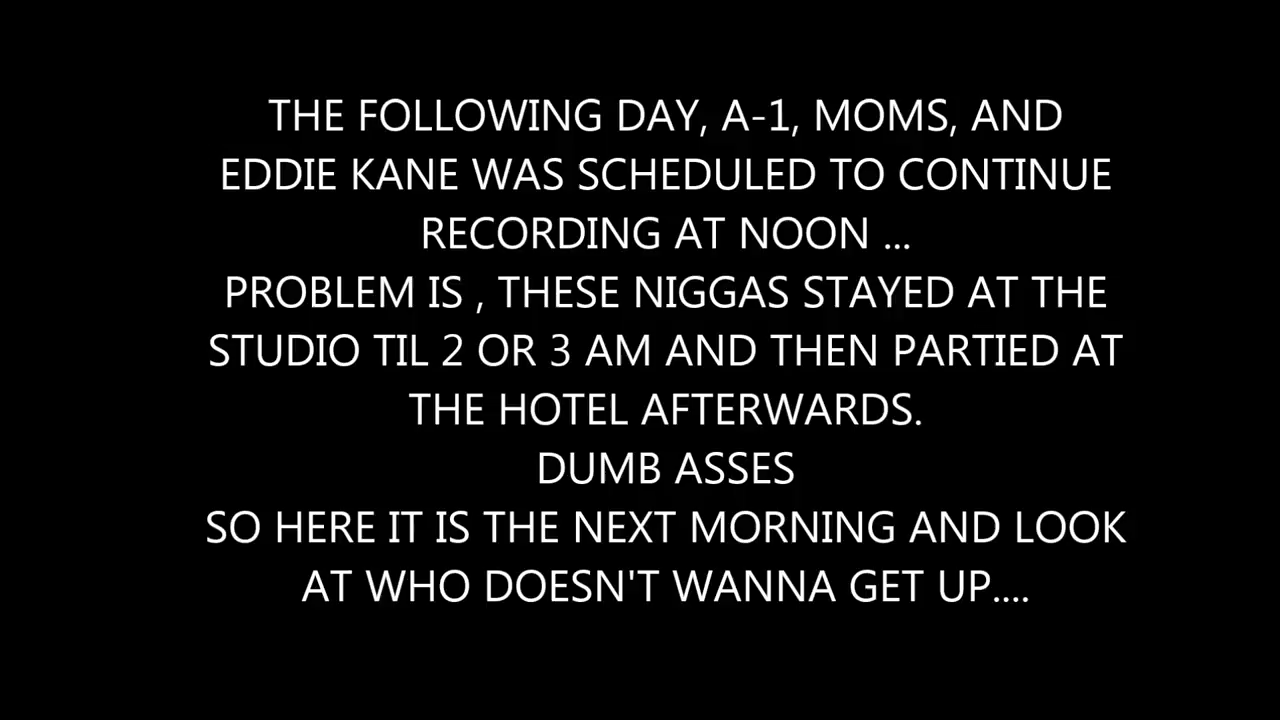 THE FOLLOWING DAY, A-1, MOMS, AND
EDDIE KANE WAS SCHEDULED TO CONTINUE
RECORDING AT NOON ...
PROBLEM IS , THESE NIGGAS STAYED AT THE
STUDIO TIL 2 OR 3 AM AND THEN PARTIED AT
THE HOTEL AFTERWARDS.
DUMB ASSES
SO HERE IT IS THE NEXT MORNING AND LOOK
AT WHO DOESN'T WANNA GET UP....